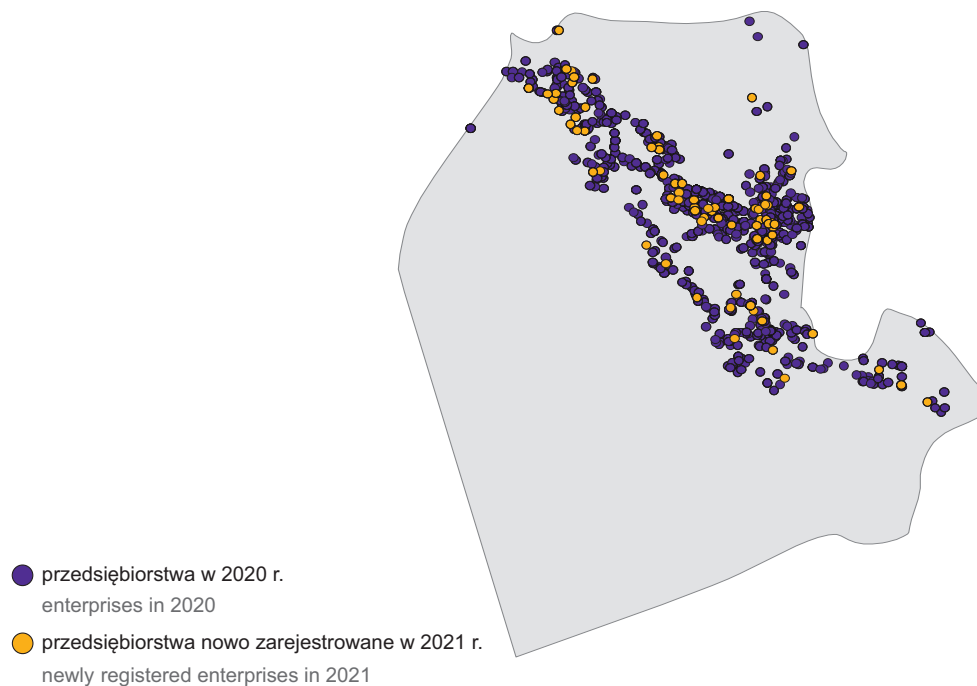 przedsiębiorstwa w 2020 r.
enterprises in 2020
przedsiębiorstwa nowo zarejestrowane w 2021 r.
newly registered enterprises in 2021